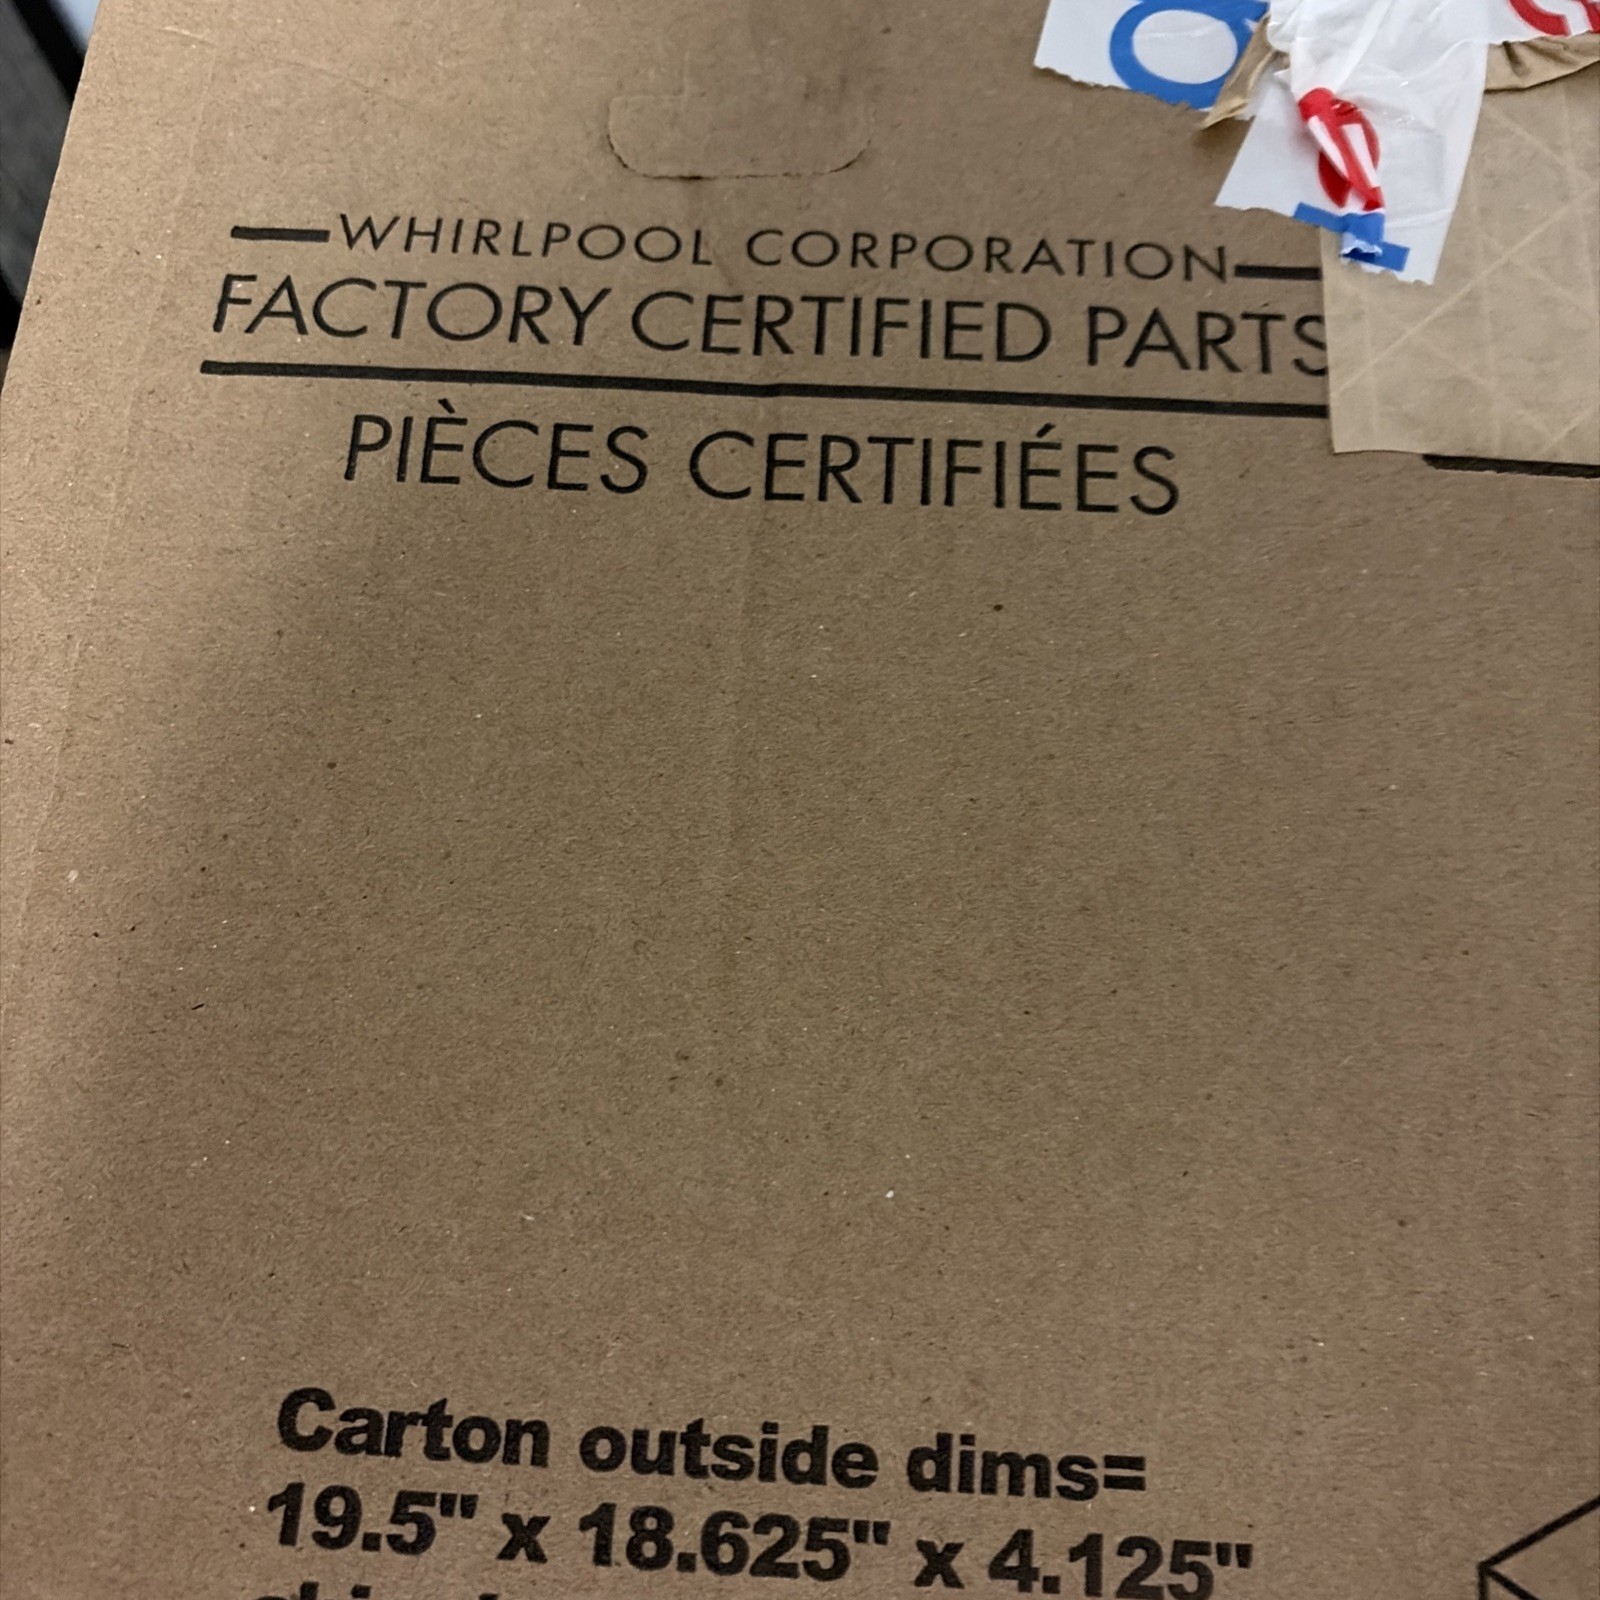 WHIRLPOOL CORPORATION
FACTORY CERTIFIED PARTS
PIÈCES CERTIFIÉES
Carton outside dims=
19.5" x 18.625" x 4.125"